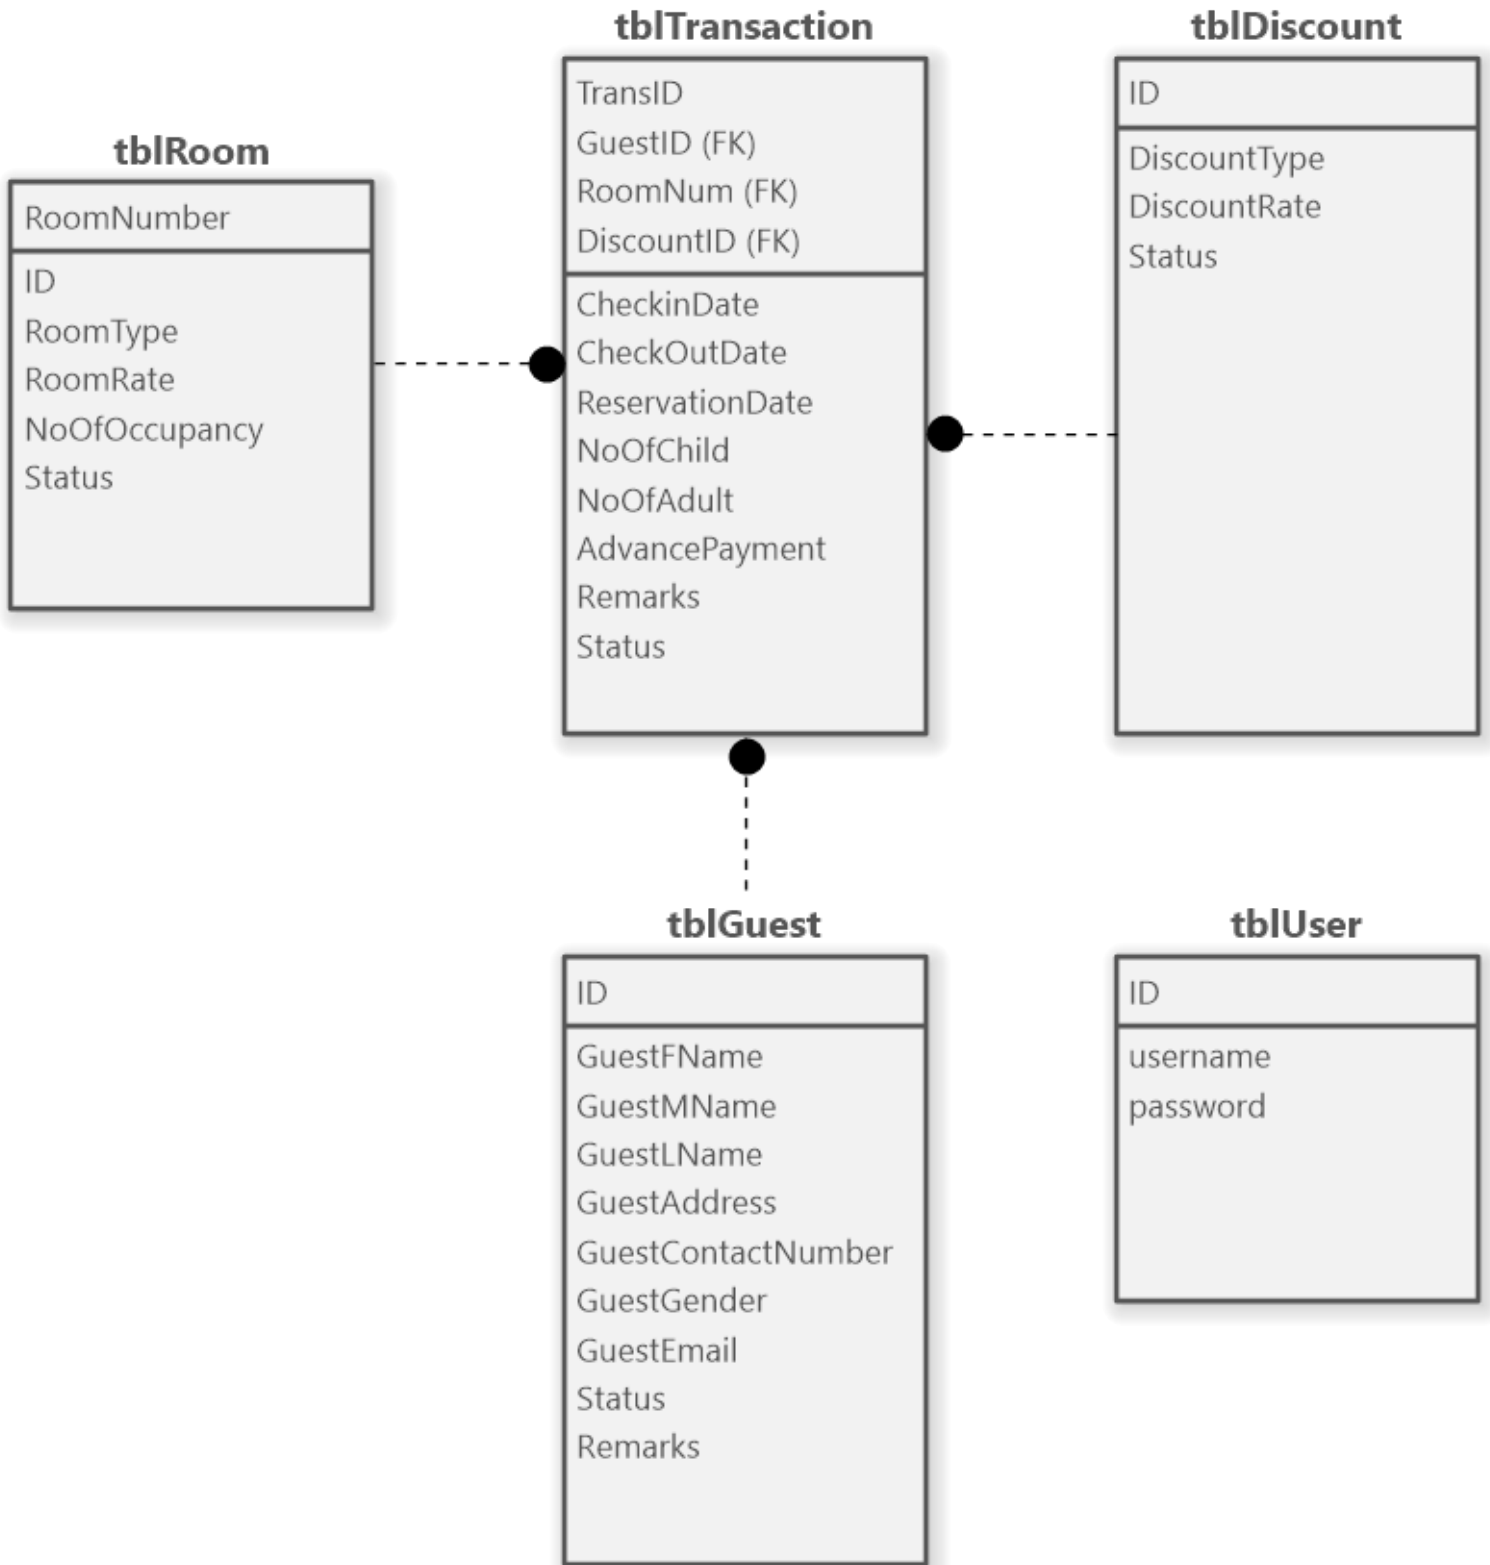 tblTransaction
TransID
GuestID (FK)
RoomNum (FK)
DiscountID (FK)
CheckinDate
CheckOutDate
ReservationDate
NoOfChild
NoOfAdult
AdvancePayment
Remarks
Status
tblDiscount
ID
DiscountType
DiscountRate
Status
tblRoom
RoomNumber
ID
RoomType
RoomRate
NoOfOccupancy
Status
tblGuest
ID
GuestFName
GuestMName
GuestLName
GuestAddress
GuestContactNumber
GuestGender
GuestEmail
Status
Remarks
tblUser
ID
username
password